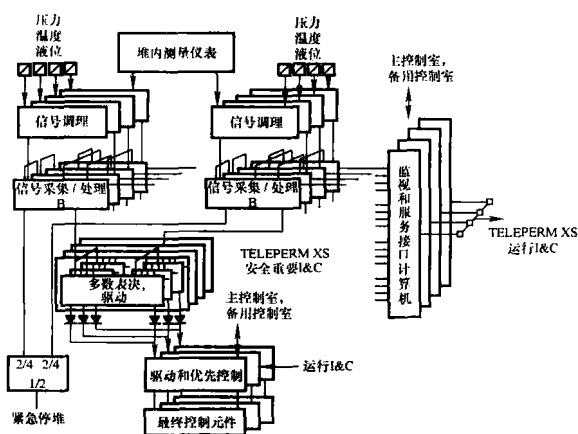 压力
温度
液位
堆内测量仪表
压力
温度
液位
主控制室，
备用控制室
信号调理
信号调理
信号采集/处理
B
信号采集/处理
B
监视和服务接口计算机
TELEPERM XS
运行I&C
TELEPERM XS
安全重要I&C
多数表决，
驱动
主控制室，
备用控制室
2/4 2/4
1/2
紧急停堆
驱动和优先控制
运行I&C
最终控制元件